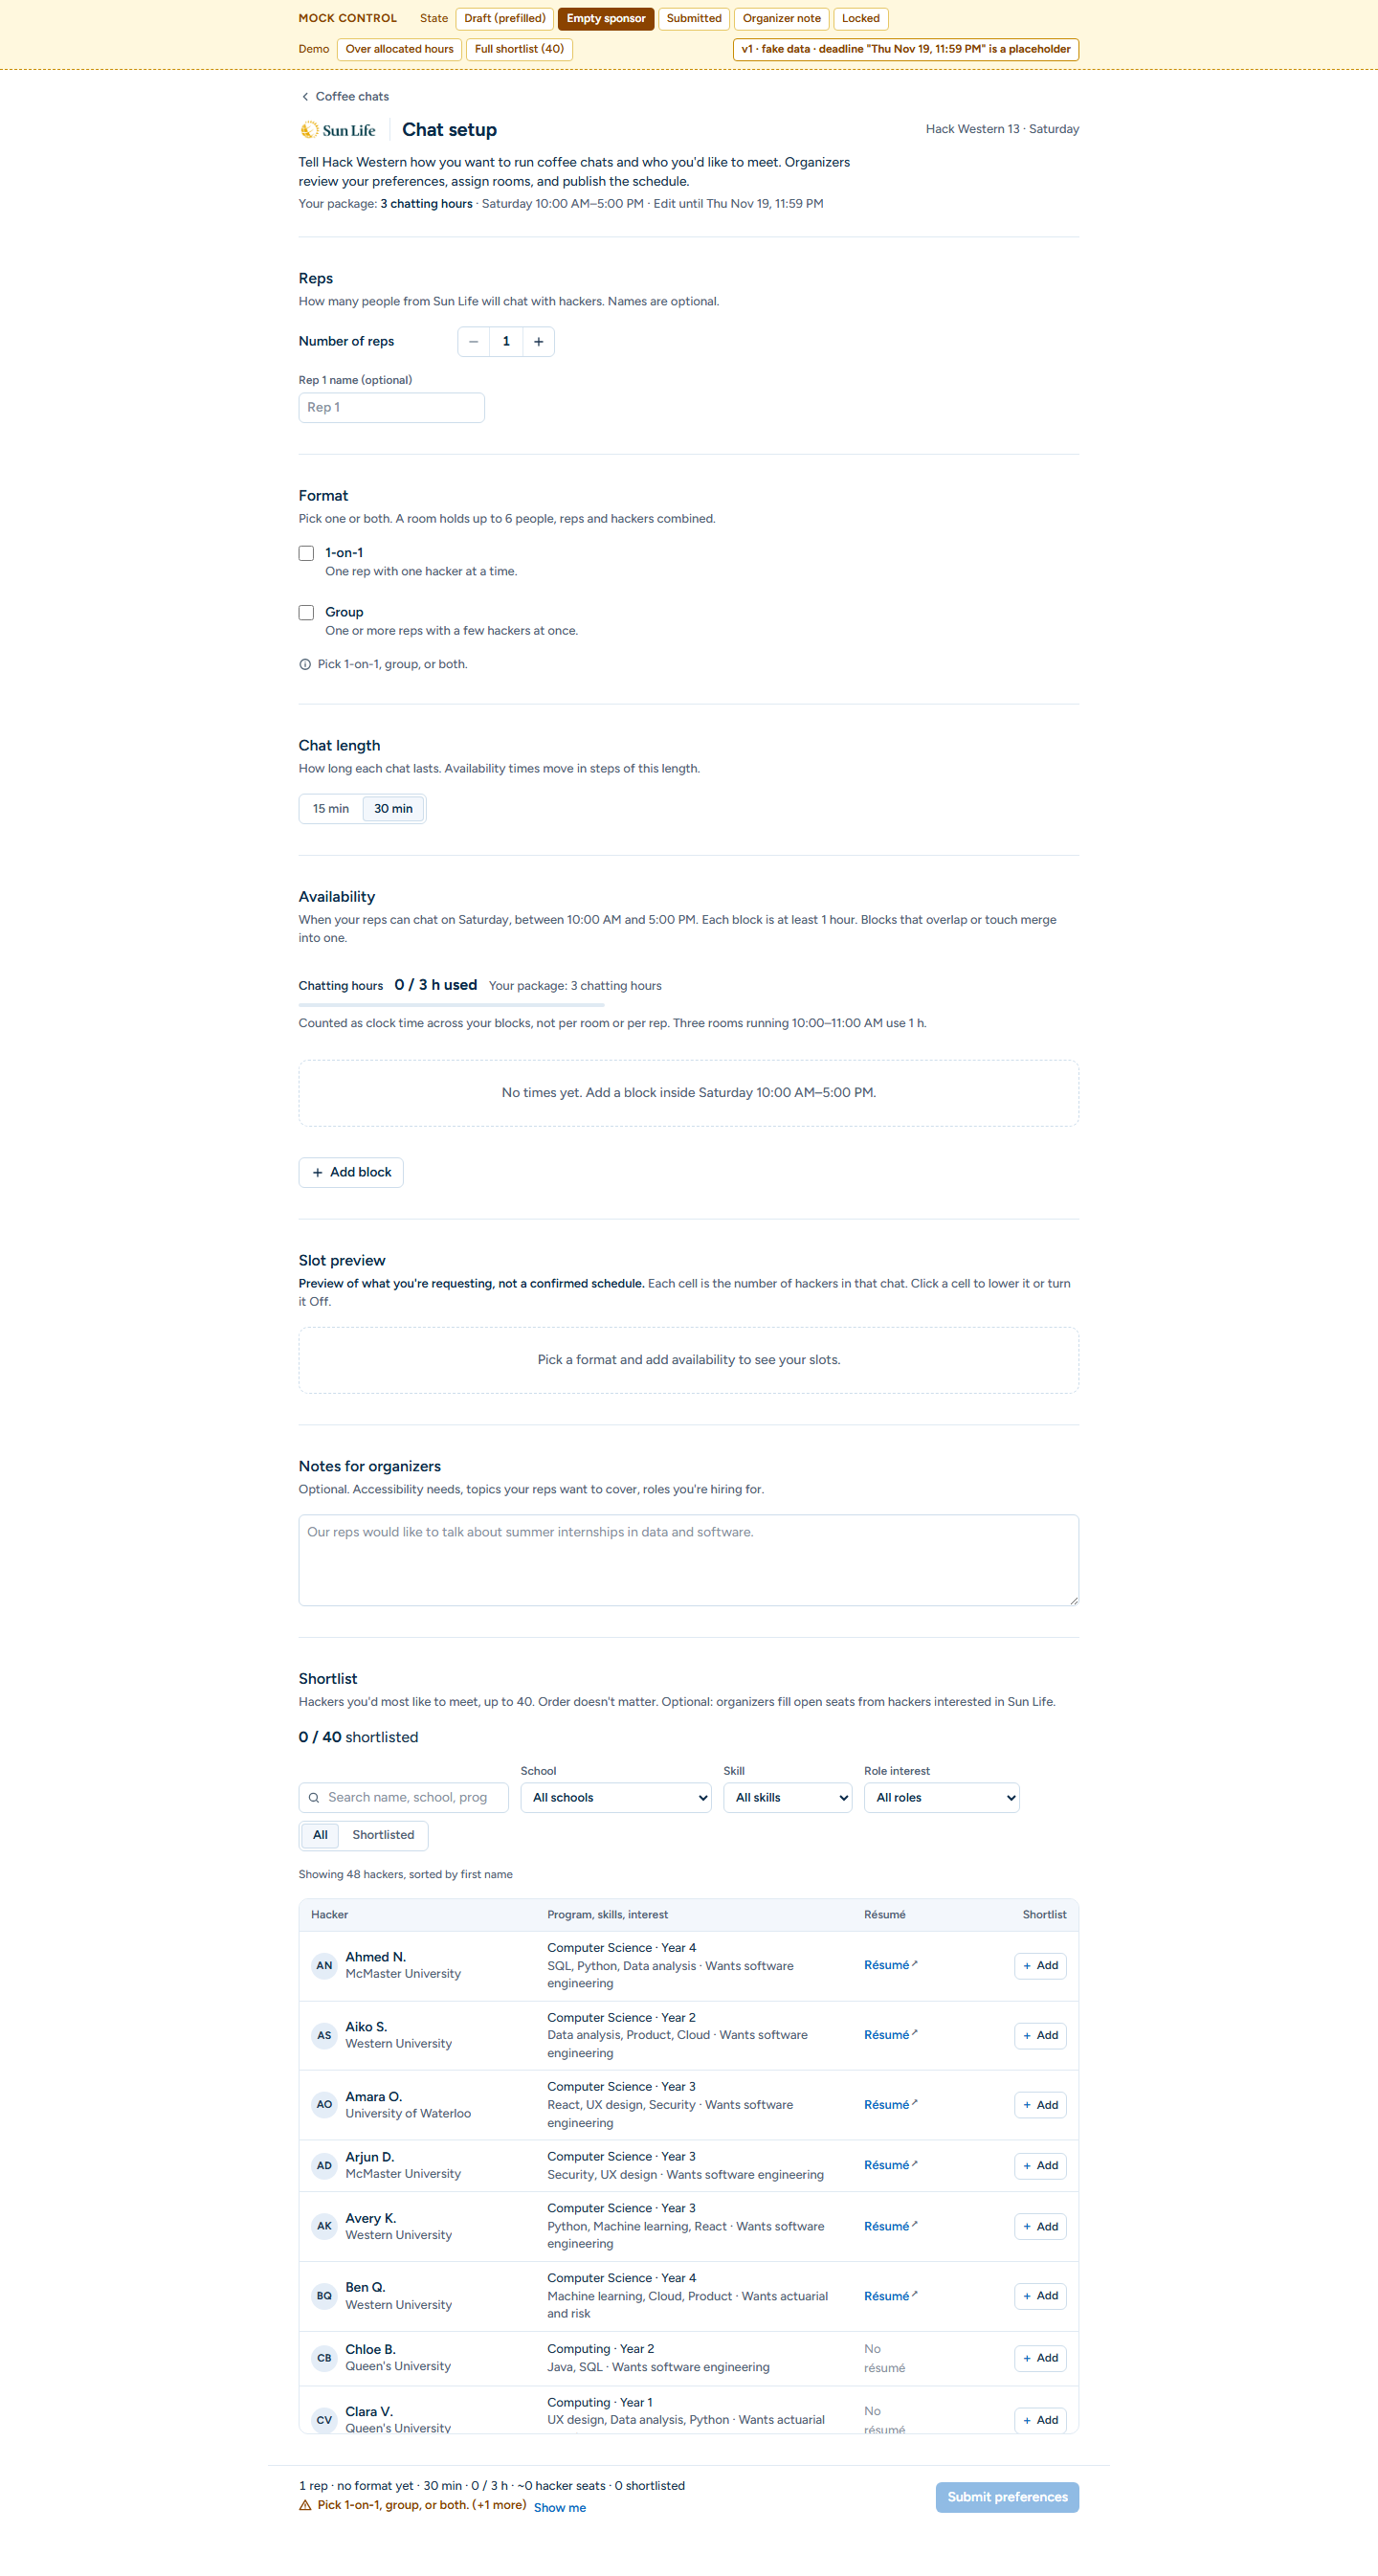 MOCK CONTROL State Draft (prefilled) Empty sponsor Submitted Organizer note Locked
Demo Over allocated hours Full shortlist (40) v1 · fake data · deadline "Thu Nov 19, 11:59 PM" is a placeholder
Coffee chats
Sun Life Chat setup Hack Western 13 · Saturday
Tell Hack Western how you want to run coffee chats and who you'd like to meet. Organizers
review your preferences, assign rooms, and publish the schedule.
Your package: 3 chatting hours · Saturday 10:00 AM–5:00 PM · Edit until Thu Nov 19, 11:59 PM
Reps
How many people from Sun Life will chat with hackers. Names are optional.
Number of reps − 1 +
Rep 1 name (optional)
Rep 1
Format
Pick one or both. A room holds up to 6 people, reps and hackers combined.
1-on-1
One rep with one hacker at a time.
Group
One or more reps with a few hackers at once.
Pick 1-on-1, group, or both.
Chat length
How long each chat lasts. Availability times move in steps of this length.
15 min 30 min
Availability
When your reps can chat on Saturday, between 10:00 AM and 5:00 PM. Each block is at least 1 hour. Blocks that overlap or touch merge
into one.
Chatting hours 0 / 3 h used Your package: 3 chatting hours
Counted as clock time across your blocks, not per room or per rep. Three rooms running 10:00–11:00 AM use 1 h.
No times yet. Add a block inside Saturday 10:00 AM–5:00 PM.
+ Add block
Slot preview
Preview of what you're requesting, not a confirmed schedule. Each cell is the number of hackers in that chat. Click a cell to lower it or turn
it Off.
Pick a format and add availability to see your slots.
Notes for organizers
Optional. Accessibility needs, topics your reps want to cover, roles you're hiring for.
Our reps would like to talk about summer internships in data and software.
Shortlist
Hackers you'd most like to meet, up to 40. Order doesn't matter. Optional: organizers fill open seats from hackers interested in Sun Life.
0 / 40 shortlisted
School Skill Role interest
Search name, school, prog All schools All skills All roles
All Shortlisted
Showing 48 hackers, sorted by first name
Hacker Program, skills, interest Résumé Shortlist
AN Ahmed N. McMaster University
Computer Science · Year 4
SQL, Python, Data analysis · Wants software
engineering
Résumé↗ + Add
AS Aiko S. Western University
Computer Science · Year 2
Data analysis, Product, Cloud · Wants software
engineering
Résumé↗ + Add
AO Amara O. University of Waterloo
Computer Science · Year 3
React, UX design, Security · Wants software
engineering
Résumé↗ + Add
AD Arjun D. McMaster University
Computer Science · Year 3
Security, UX design · Wants software engineering
Résumé↗ + Add
AK Avery K. Western University
Computer Science · Year 3
Python, Machine learning, React · Wants software
engineering
Résumé↗ + Add
BQ Ben Q. Western University
Computer Science · Year 4
Machine learning, Cloud, Product · Wants actuarial
and risk
Résumé↗ + Add
CB Chloe B. Queen's University
Computing · Year 2
Java, SQL · Wants software engineering
No
résumé
+ Add
CV Clara V. Queen's University
Computing · Year 1
UX design, Data analysis, Python · Wants actuarial
No
résumé
+ Add
1 rep · no format yet · 30 min · 0 / 3 h · ~0 hacker seats · 0 shortlisted
Pick 1-on-1, group, or both. (+1 more) Show me
Submit preferences